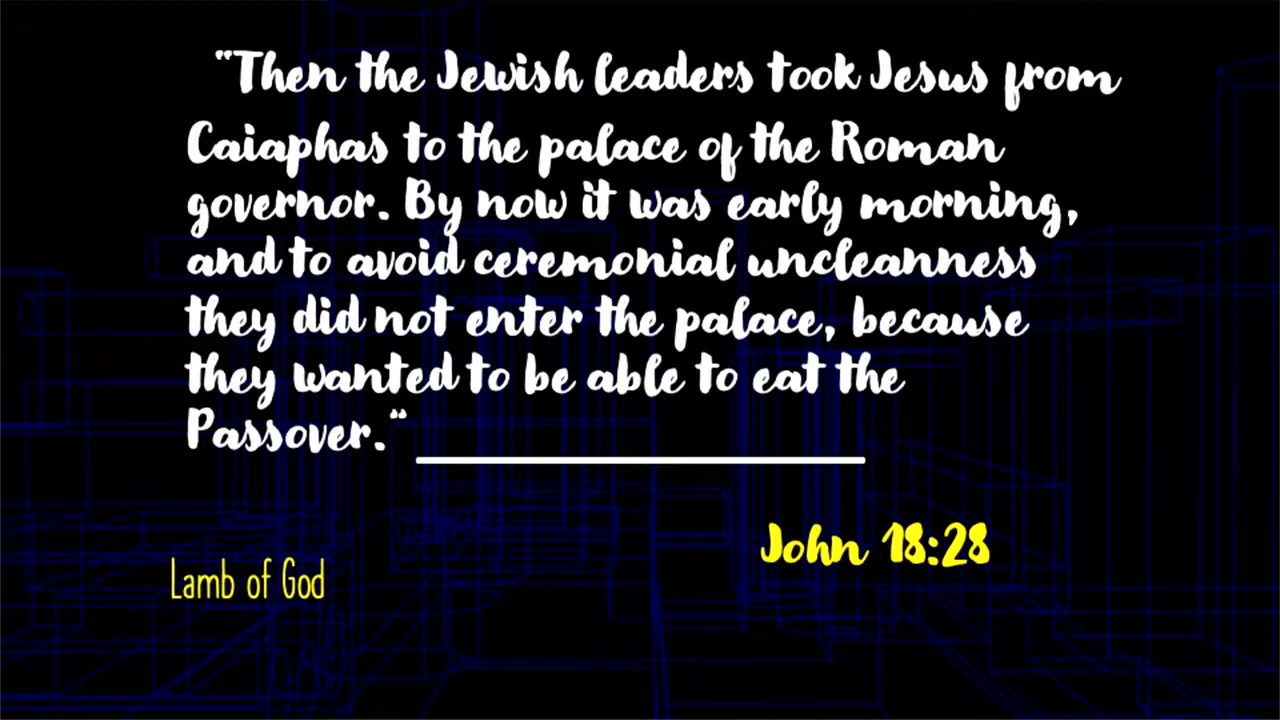 "Then the Jewish leaders took Jesus from
Caiaphas to the palace of the Roman
governor. By now it was early morning,
and to avoid ceremonial uncleanness
they did not enter the palace, because
they wanted to be able to eat the
Passover."
John 18:28
Lamb of God